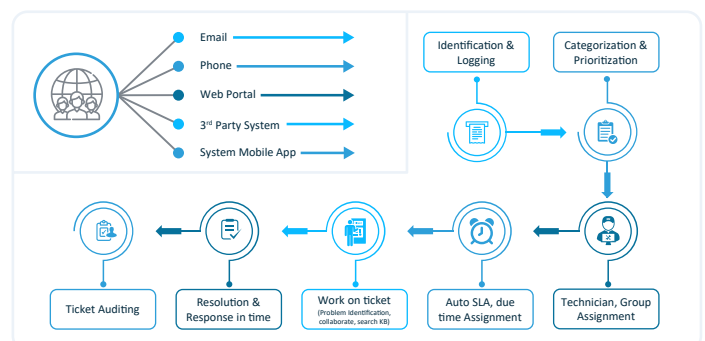 Email
Phone
Web Portal
3rd Party System
System Mobile App
Identification &
Logging
Categorization &
Prioritization
Ticket Auditing
Resolution &
Response in time
Work on ticket
(Problem Identification,
collaborate, search KB)
Auto SLA, due
time Assignment
Technician, Group
Assignment